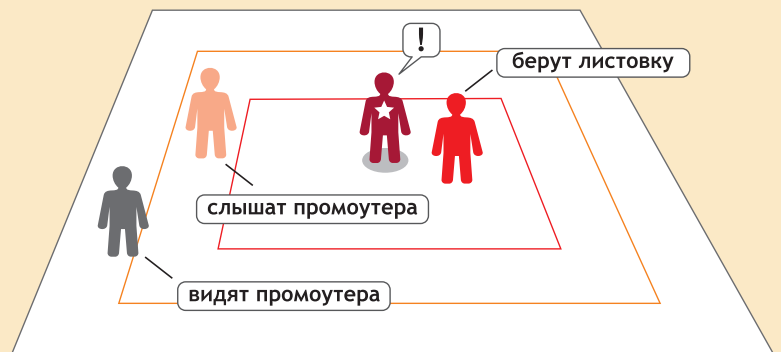 !
берут листовку
слышат промоутера
видят промоутера